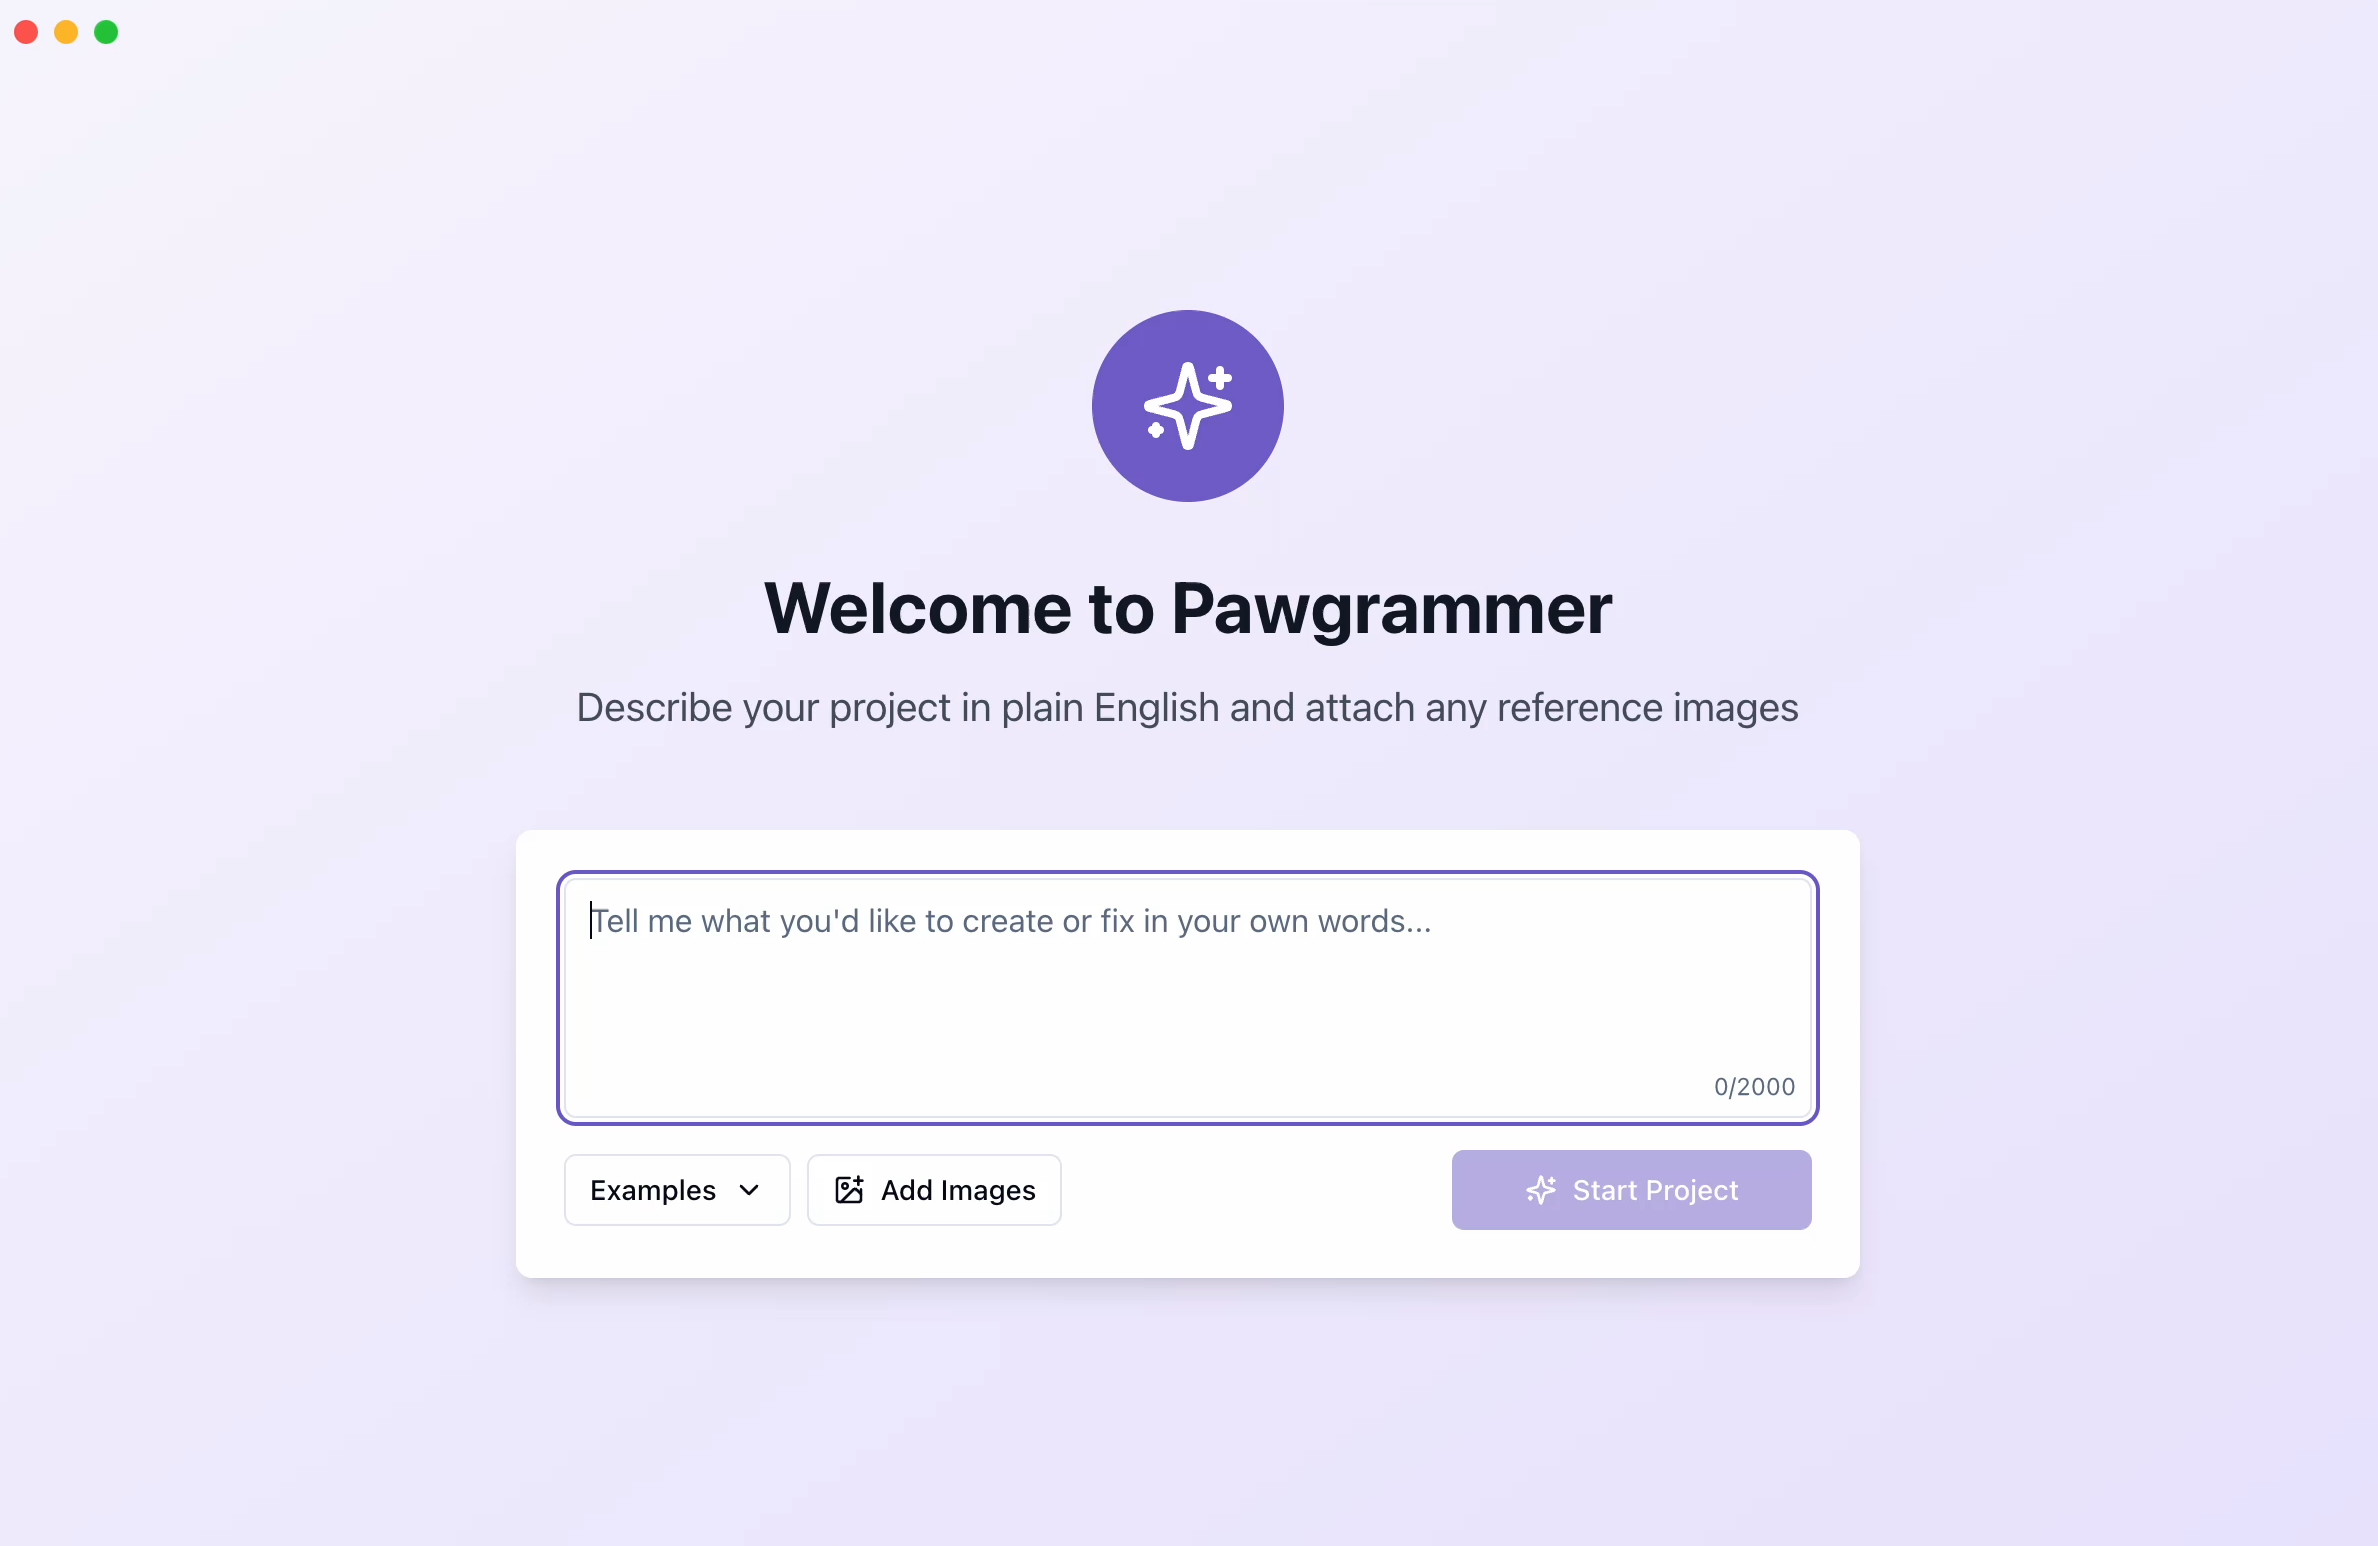 Welcome to Pawgrammer
Describe your project in plain English and attach any reference images
Tell me what you'd like to create or fix in your own words...
0/2000
Examples
Add Images
Start Project